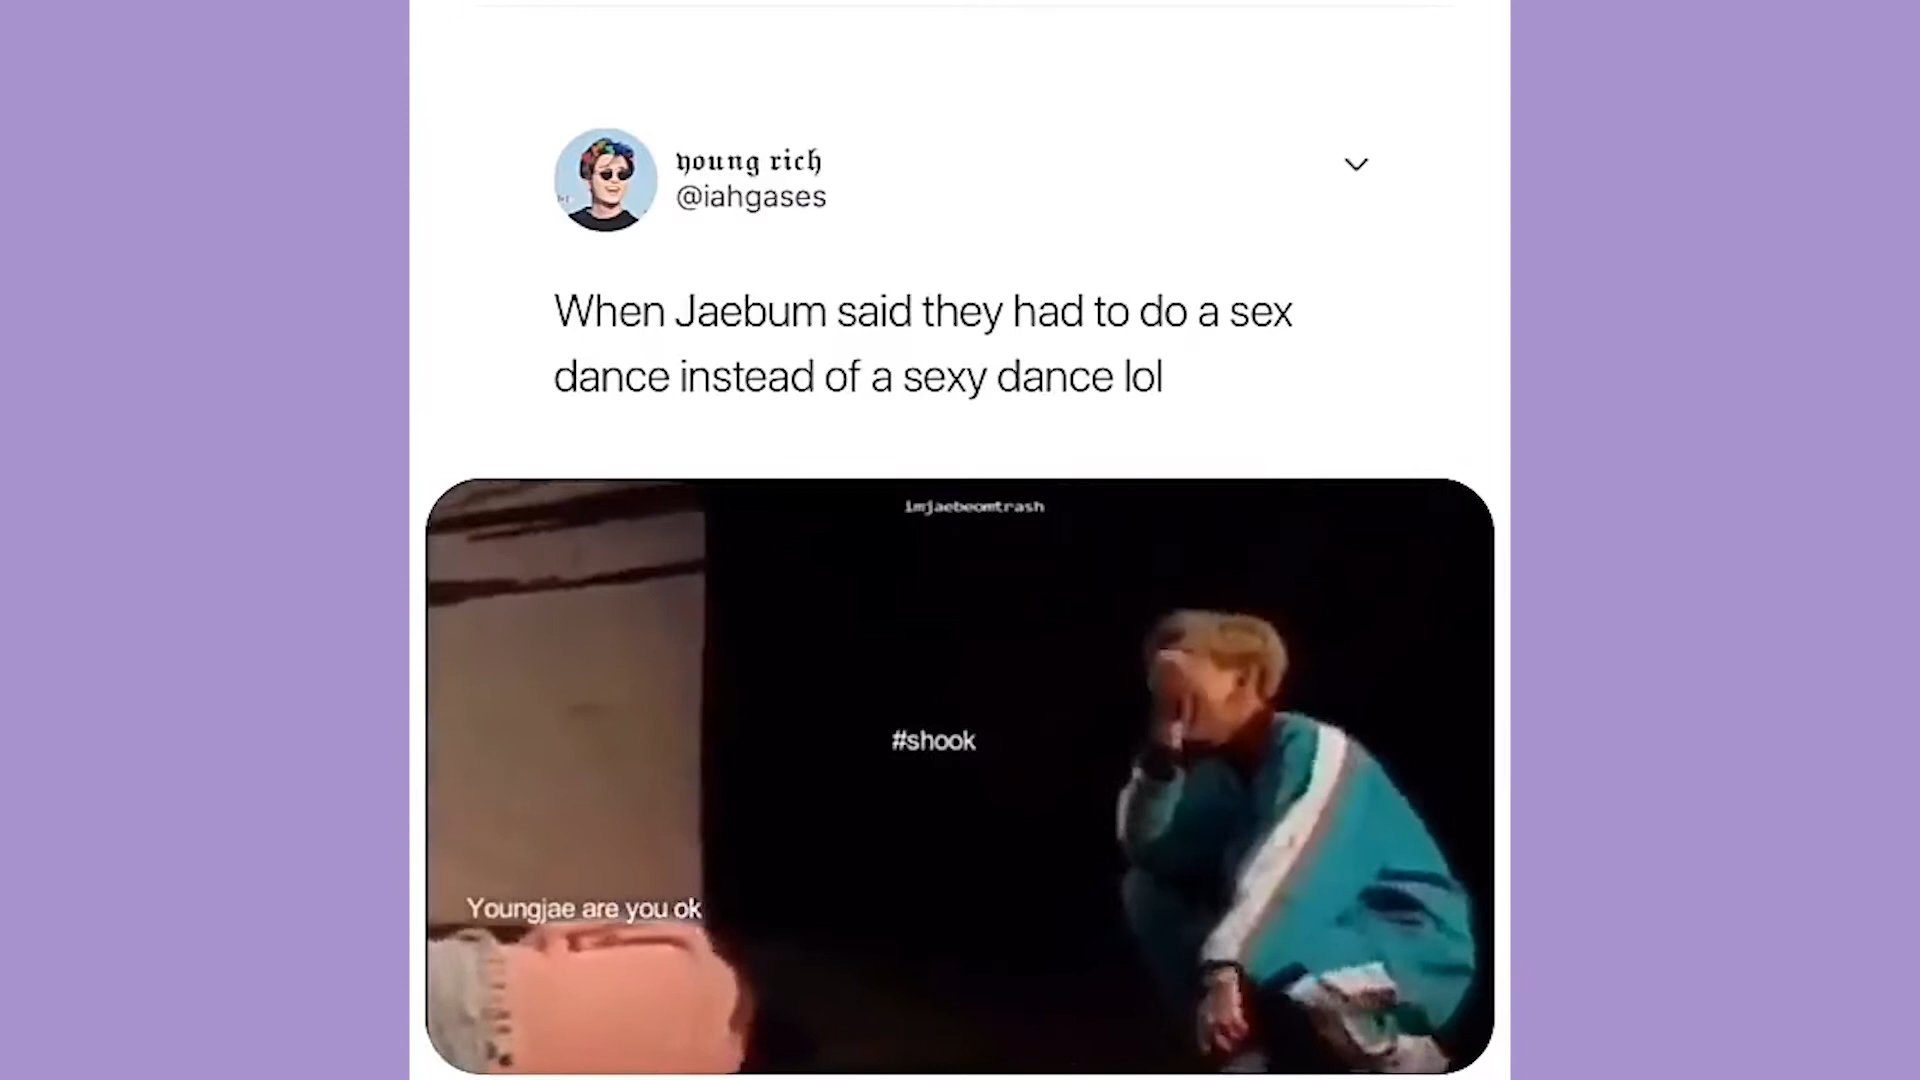 young rich
@iahgases
When Jaebum said they had to do a sex
dance instead of a sexy dance lol
imjaebeomtrash
#shook
Youngjae are you ok